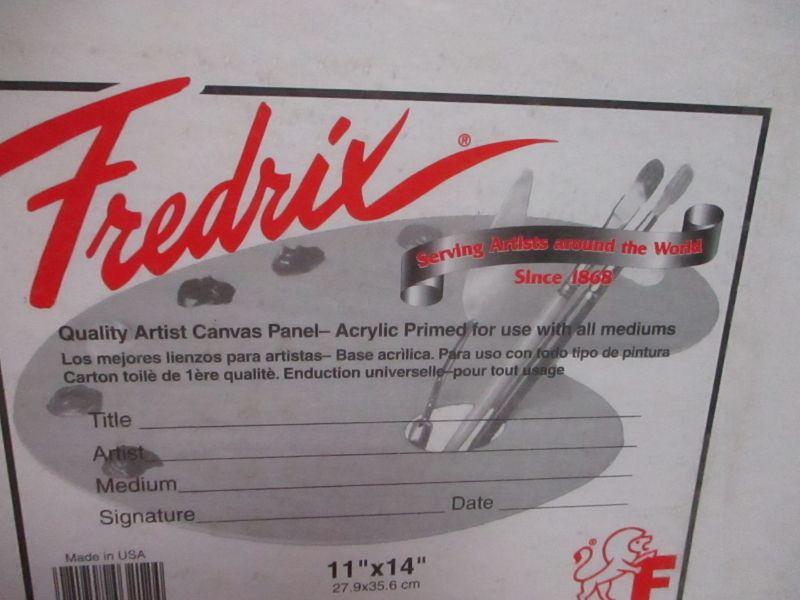 Fredrix®
Serving Artists around the World
Since 1868
Quality Artist Canvas Panel– Acrylic Primed for use with all mediums
Los mejores lienzos para artistas– Base acrìlica. Para uso con todo tipo de pintura
Carton toilè de 1ère qualitè. Enduction universelle–pour tout usage
Title
Artist
Medium
Signature Date
Made in USA
11"x14"
27.9x35.6 cm
® F